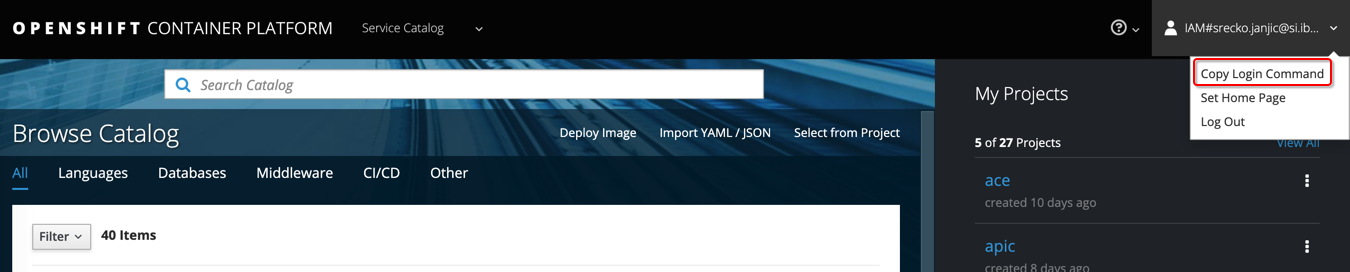 OPENSHIFT CONTAINER PLATFORM Service Catalog IAM#srecko.janjic@si.ib...
Copy Login Command
Set Home Page
Log Out
Search Catalog
My Projects
Browse Catalog Deploy Image Import YAML / JSON Select from Project
5 of 27 Projects View All
All Languages Databases Middleware CI/CD Other
ace
created 10 days ago
Filter 40 Items
apic
created 8 days ago